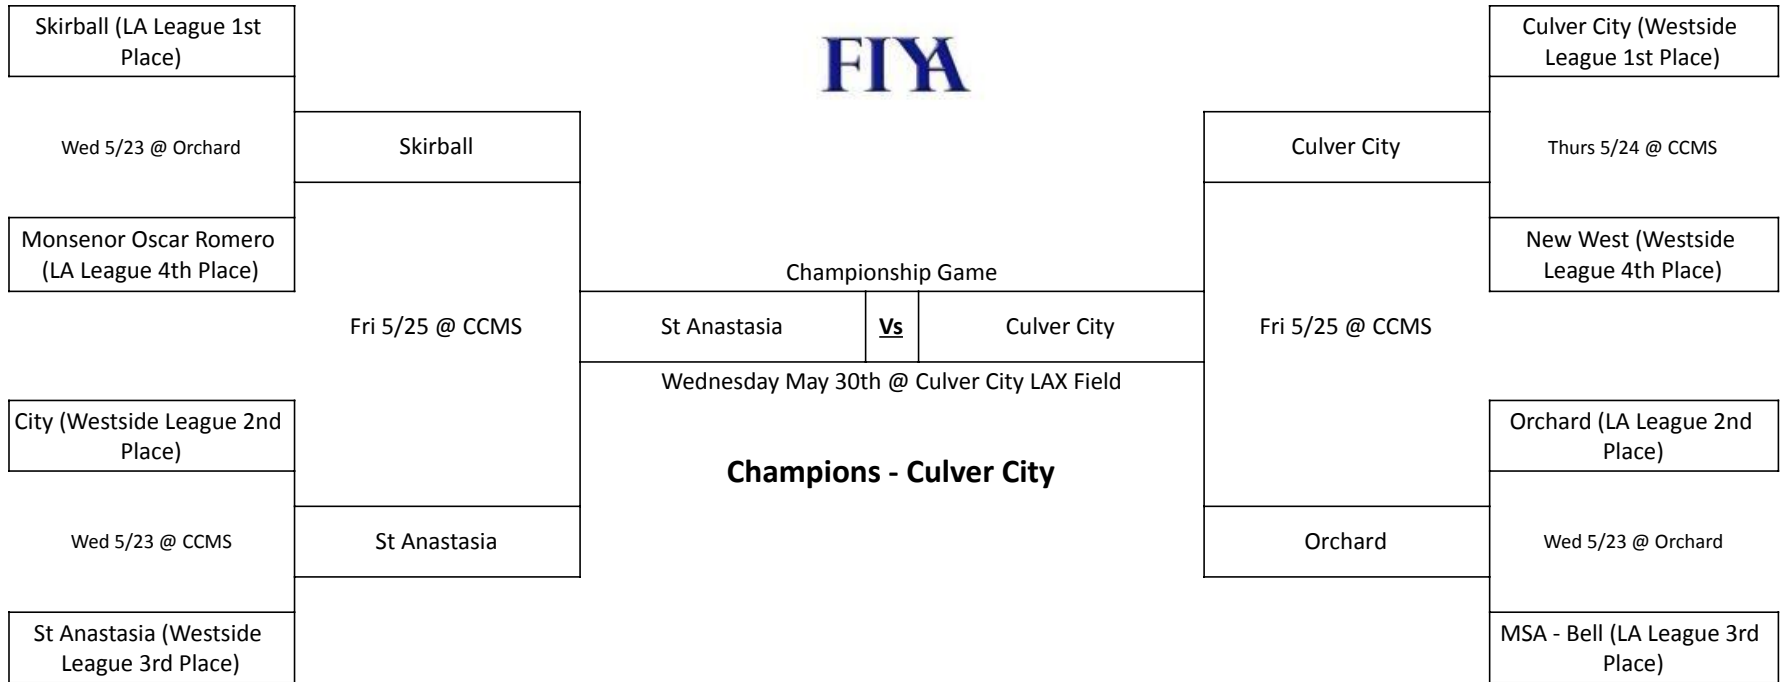 Skirball (LA League 1st
Place)
FIYA
Culver City (Westside
League 1st Place)
Wed 5/23 @ Orchard
Skirball
Culver City
Thurs 5/24 @ CCMS
Monsenor Oscar Romero
(LA League 4th Place)
New West (Westside
League 4th Place)
Championship Game
Fri 5/25 @ CCMS
St Anastasia
Vs
Culver City
Fri 5/25 @ CCMS
Wednesday May 30th @ Culver City LAX Field
City (Westside League 2nd
Place)
Orchard (LA League 2nd
Place)
Champions - Culver City
Wed 5/23 @ CCMS
St Anastasia
Orchard
Wed 5/23 @ Orchard
St Anastasia (Westside
League 3rd Place)
MSA - Bell (LA League 3rd
Place)